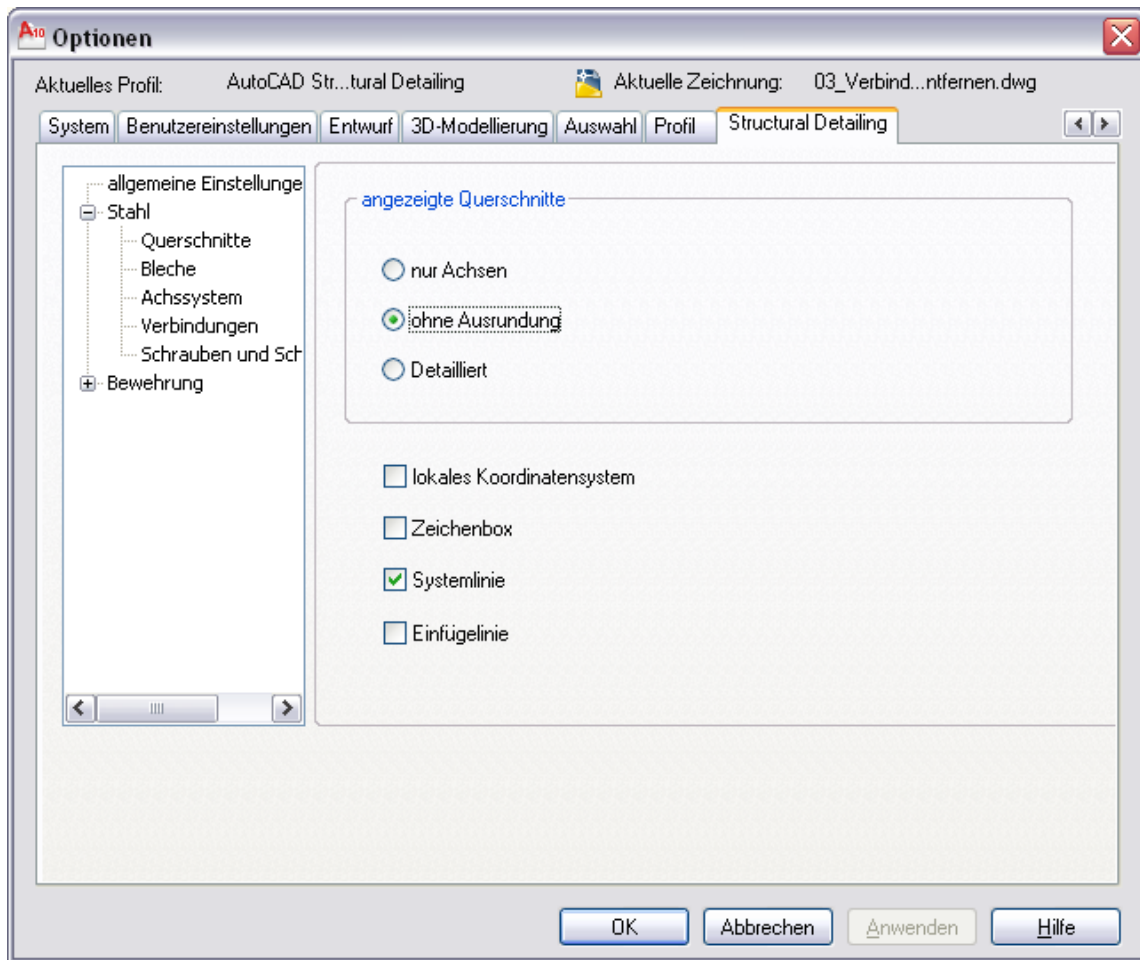 A10 Optionen
Aktuelles Profil: AutoCAD Str...tural Detailing Aktuelle Zeichnung: 03_Verbind...ntfernen.dwg
System Benutzereinstellungen Entwurf 3D-Modellierung Auswahl Profil Structural Detailing
allgemeine Einstellunge
Stahl
Querschnitte
Bleche
Achssystem
Verbindungen
Schrauben und Sch
Bewehrung
angezeigte Querschnitte
nur Achsen
ohne Ausrundung
Detailliert
lokales Koordinatensystem
Zeichenbox
Systemlinie
Einfügelinie
OK Abbrechen Anwenden Hilfe